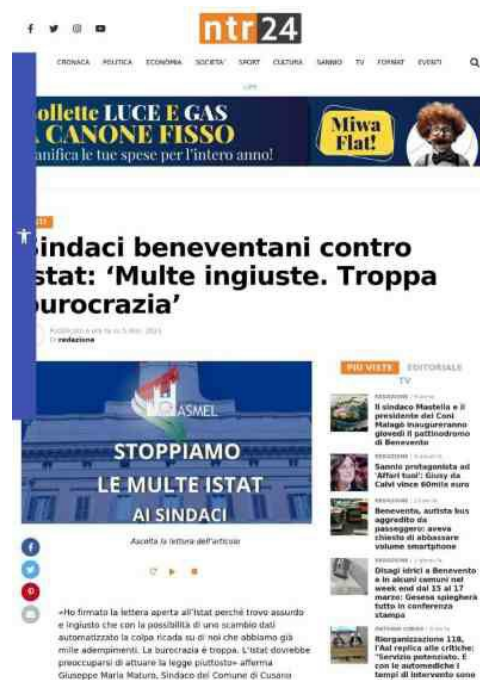 ntr24
CRONACA POLITICA ECONOMIA SOCIETA' SPORT CULTURA SANNIO TV FORMAT EVENTI
LIFE
ollette LUCE E GAS
CANONE FISSO
anifica le tue spese per l'intero anno!
Miwa
Flat!
indaci beneventani contro
stat: ‘Multe ingiuste. Troppa
urocrazia’
Di redazione
ASMEL
STOPPIAMO
LE MULTE ISTAT
AI SINDACI
Ascolta la lettura dell'articolo
«Ho firmato la lettera aperta all'Istat perché trovo assurdo
e ingiusto che con la possibilità di uno scambio dati
automatizzato la colpa ricada su di noi che abbiamo già
mille adempimenti. La burocrazia è troppa. L'Istat dovrebbe
preoccuparsi di attuare la legge piuttosto» afferma
Giuseppe Maria Maturo, Sindaco del Comune di Cusano
PIÙ VISTE EDITORIALE
TV
REDAZIONE
Il sindaco Mastella e il
presidente del Coni
Malagò inaugureranno
giovedì il pattinodromo
di Benevento
REDAZIONE
Sannio protagonista ad
'Affari tuoi': Giusy da
Calvi vince 60mila euro
REDAZIONE
Benevento, autista bus
aggredito da
passeggero: aveva
chiesto di abbassare
volume smartphone
REDAZIONE
Disagi idrici a Benevento
e in alcuni comuni nel
week end dal 15 al 17
marzo: Gesesa spiegherà
tutto in conferenza
stampa
Riorganizzazione 118,
l'Asl replica alle critiche:
"Servizio potenziato. E
con le automediche i
tempi di intervento sono